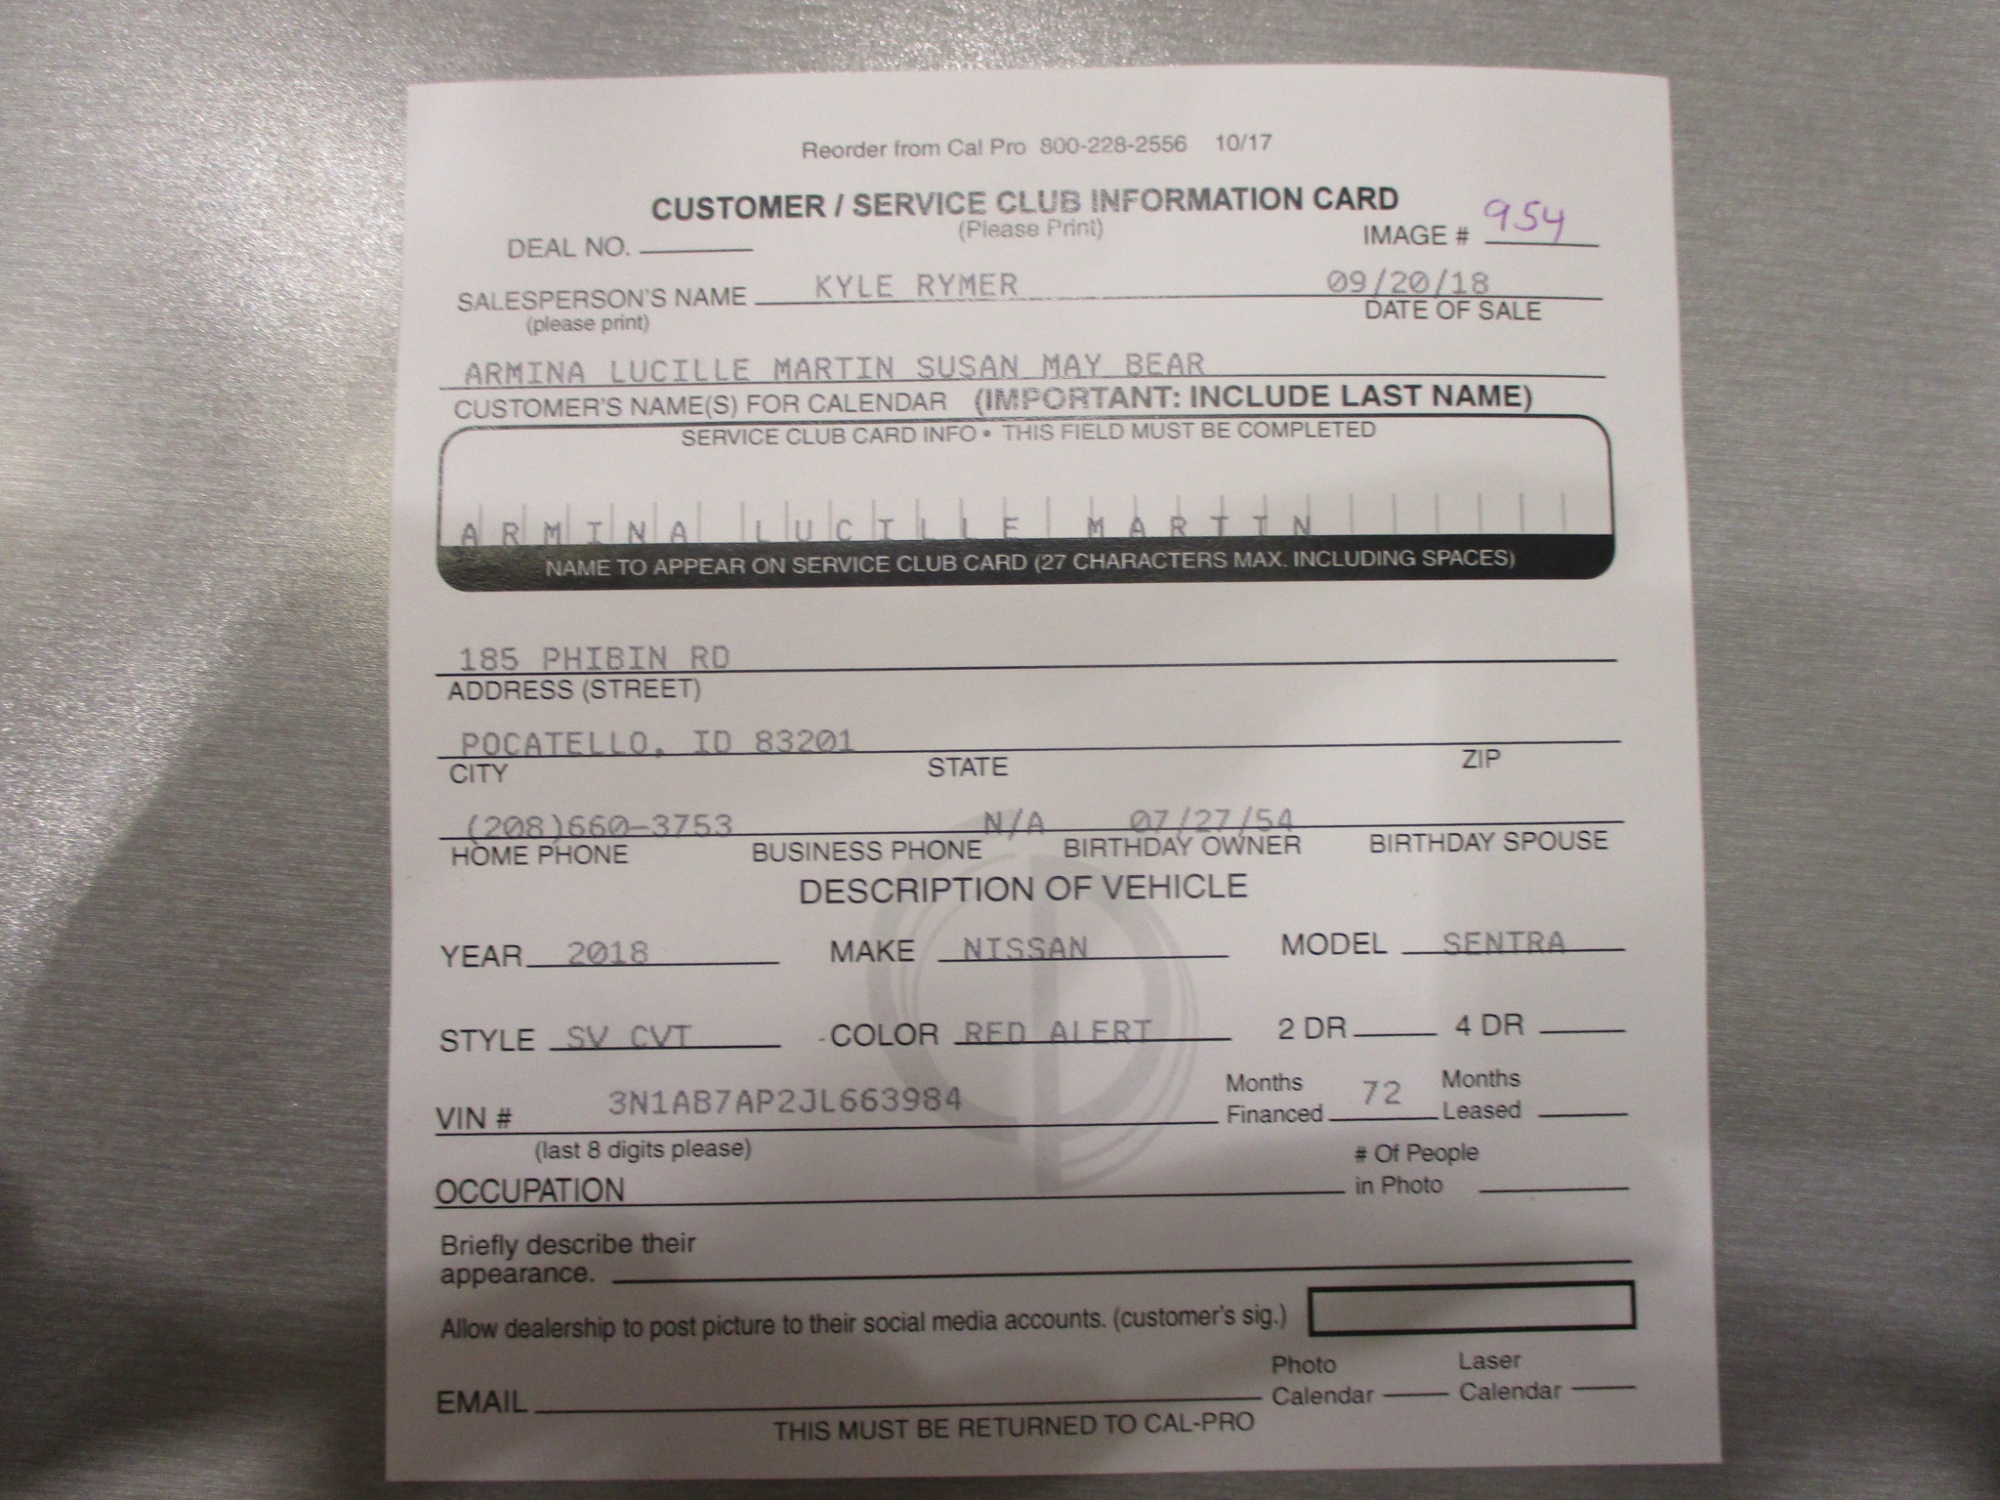 Reorder from Cal Pro 800-228-2556 10/17
CUSTOMER / SERVICE CLUB INFORMATION CARD
(Please Print)
DEAL NO. IMAGE # 954
SALESPERSON'S NAME KYLE RYMER 09/20/18
(please print) DATE OF SALE
ARMINA LUCILLE MARTIN SUSAN MAY BEAR
CUSTOMER'S NAME(S) FOR CALENDAR (IMPORTANT: INCLUDE LAST NAME)
SERVICE CLUB CARD INFO • THIS FIELD MUST BE COMPLETED
ARMINA LUCILLE MARTIN
NAME TO APPEAR ON SERVICE CLUB CARD (27 CHARACTERS MAX. INCLUDING SPACES)
185 PHIBIN RD
ADDRESS (STREET)
POCATELLO, ID 83201
CITY STATE ZIP
(208)660-3753 N/A 07/27/54
HOME PHONE BUSINESS PHONE BIRTHDAY OWNER BIRTHDAY SPOUSE
DESCRIPTION OF VEHICLE
YEAR 2018 MAKE NISSAN MODEL SENTRA
STYLE SV CVT COLOR RED ALERT 2 DR 4 DR
VIN # 3N1AB7AP2JL663984 Months Financed 72 Months Leased
(last 8 digits please)
OCCUPATION # Of People in Photo
Briefly describe their
appearance.
Allow dealership to post picture to their social media accounts. (customer's sig.)
EMAIL Photo Calendar Laser Calendar
THIS MUST BE RETURNED TO CAL-PRO